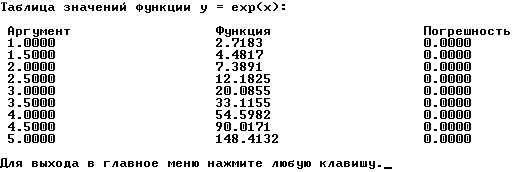 Таблица значений функции y = exp(x):
Аргумент Функция Погрешность
1.0000 2.7183 0.0000
1.5000 4.4817 0.0000
2.0000 7.3891 0.0000
2.5000 12.1825 0.0000
3.0000 20.0855 0.0000
3.5000 33.1155 0.0000
4.0000 54.5982 0.0000
4.5000 90.0171 0.0000
5.0000 148.4132 0.0000
Для выхода в главное меню нажмите любую клавишу._